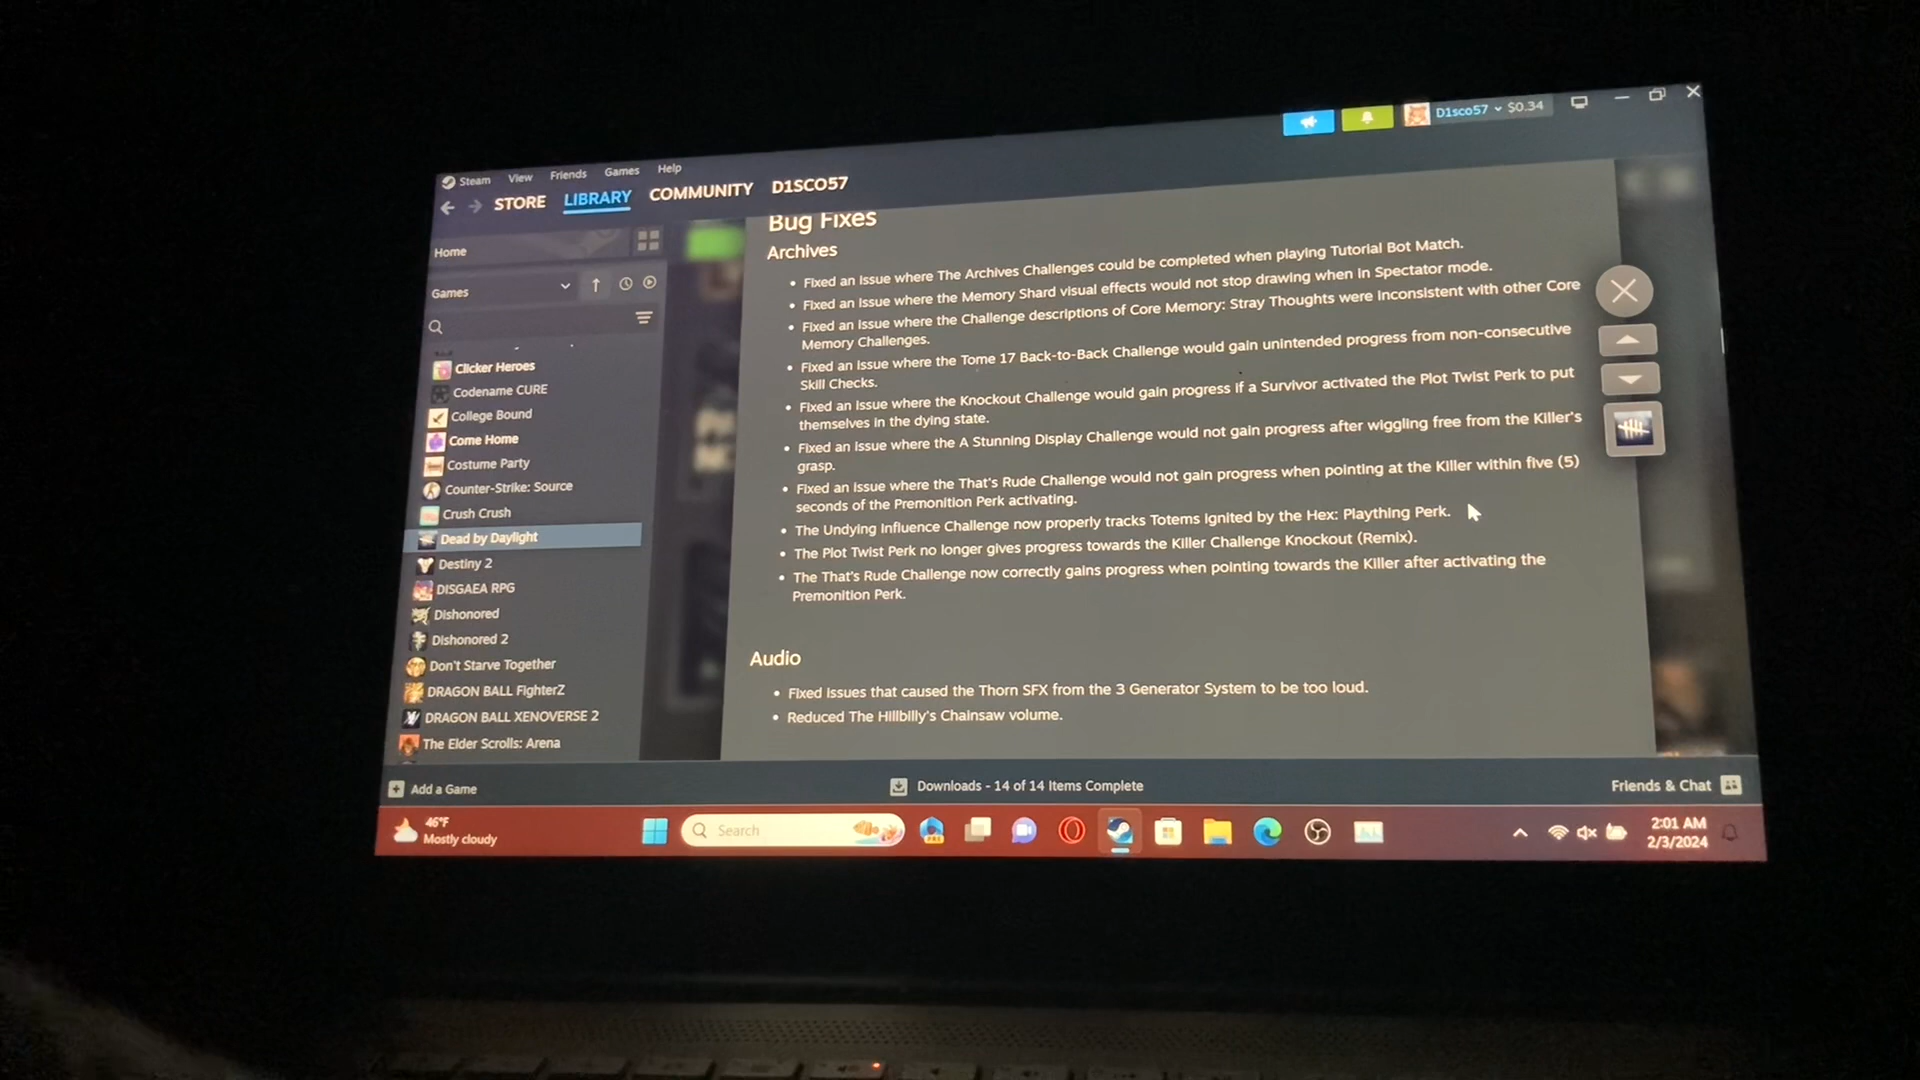 D1sco57 $0.34
Steam View Friends Games Help
STORE LIBRARY COMMUNITY D1SCO57
Home
Games
Clicker Heroes
Codename CURE
College Bound
Come Home
Costume Party
Counter-Strike: Source
Crush Crush
Dead by Daylight
Destiny 2
DISGAEA RPG
Dishonored
Dishonored 2
Don't Starve Together
DRAGON BALL FighterZ
DRAGON BALL XENOVERSE 2
The Elder Scrolls: Arena
Bug Fixes
Archives
• Fixed an issue where The Archives Challenges could be completed when playing Tutorial Bot Match.
• Fixed an issue where the Memory Shard visual effects would not stop drawing when in Spectator mode.
• Fixed an issue where the Challenge descriptions of Core Memory: Stray Thoughts were inconsistent with other Core
Memory Challenges.
• Fixed an issue where the Tome 17 Back-to-Back Challenge would gain unintended progress from non-consecutive
Skill Checks.
• Fixed an issue where the Knockout Challenge would gain progress if a Survivor activated the Plot Twist Perk to put
themselves in the dying state.
• Fixed an issue where the A Stunning Display Challenge would not gain progress after wiggling free from the Killer's
grasp.
• Fixed an issue where the That's Rude Challenge would not gain progress when pointing at the Killer within five (5)
seconds of the Premonition Perk activating.
• The Undying Influence Challenge now properly tracks Totems ignited by the Hex: Plaything Perk.
• The Plot Twist Perk no longer gives progress towards the Killer Challenge Knockout (Remix).
• The That's Rude Challenge now correctly gains progress when pointing towards the Killer after activating the
Premonition Perk.
Audio
• Fixed issues that caused the Thorn SFX from the 3 Generator System to be too loud.
• Reduced The Hillbilly's Chainsaw volume.
Add a Game
Downloads - 14 of 14 Items Complete
Friends & Chat
46°F
Mostly cloudy
Search
2:01 AM
2/3/2024